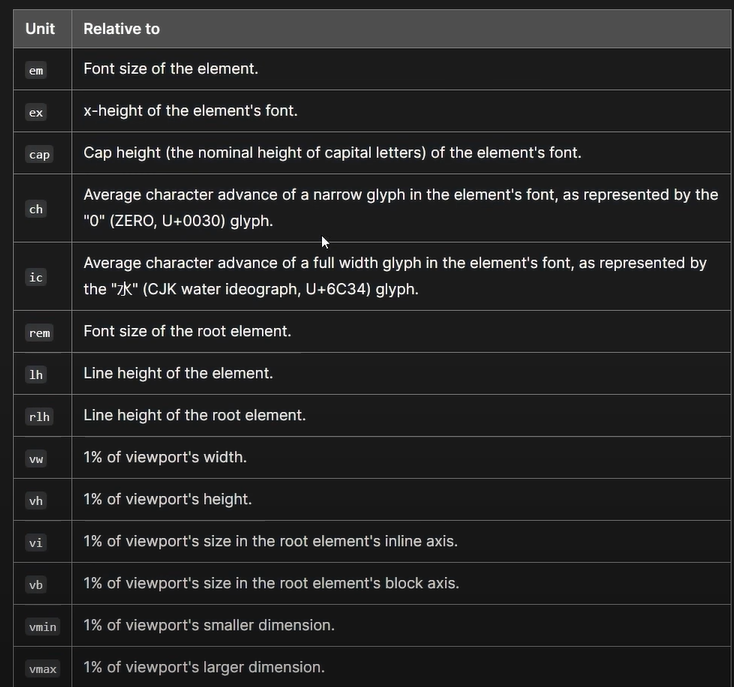 Unit Relative to
em Font size of the element.
ex x-height of the element's font.
cap Cap height (the nominal height of capital letters) of the element's font.
ch Average character advance of a narrow glyph in the element's font, as represented by the
"0" (ZERO, U+0030) glyph.
ic Average character advance of a full width glyph in the element's font, as represented by
the "水" (CJK water ideograph, U+6C34) glyph.
rem Font size of the root element.
lh Line height of the element.
rlh Line height of the root element.
vw 1% of viewport's width.
vh 1% of viewport's height.
vi 1% of viewport's size in the root element's inline axis.
vb 1% of viewport's size in the root element's block axis.
vmin 1% of viewport's smaller dimension.
vmax 1% of viewport's larger dimension.